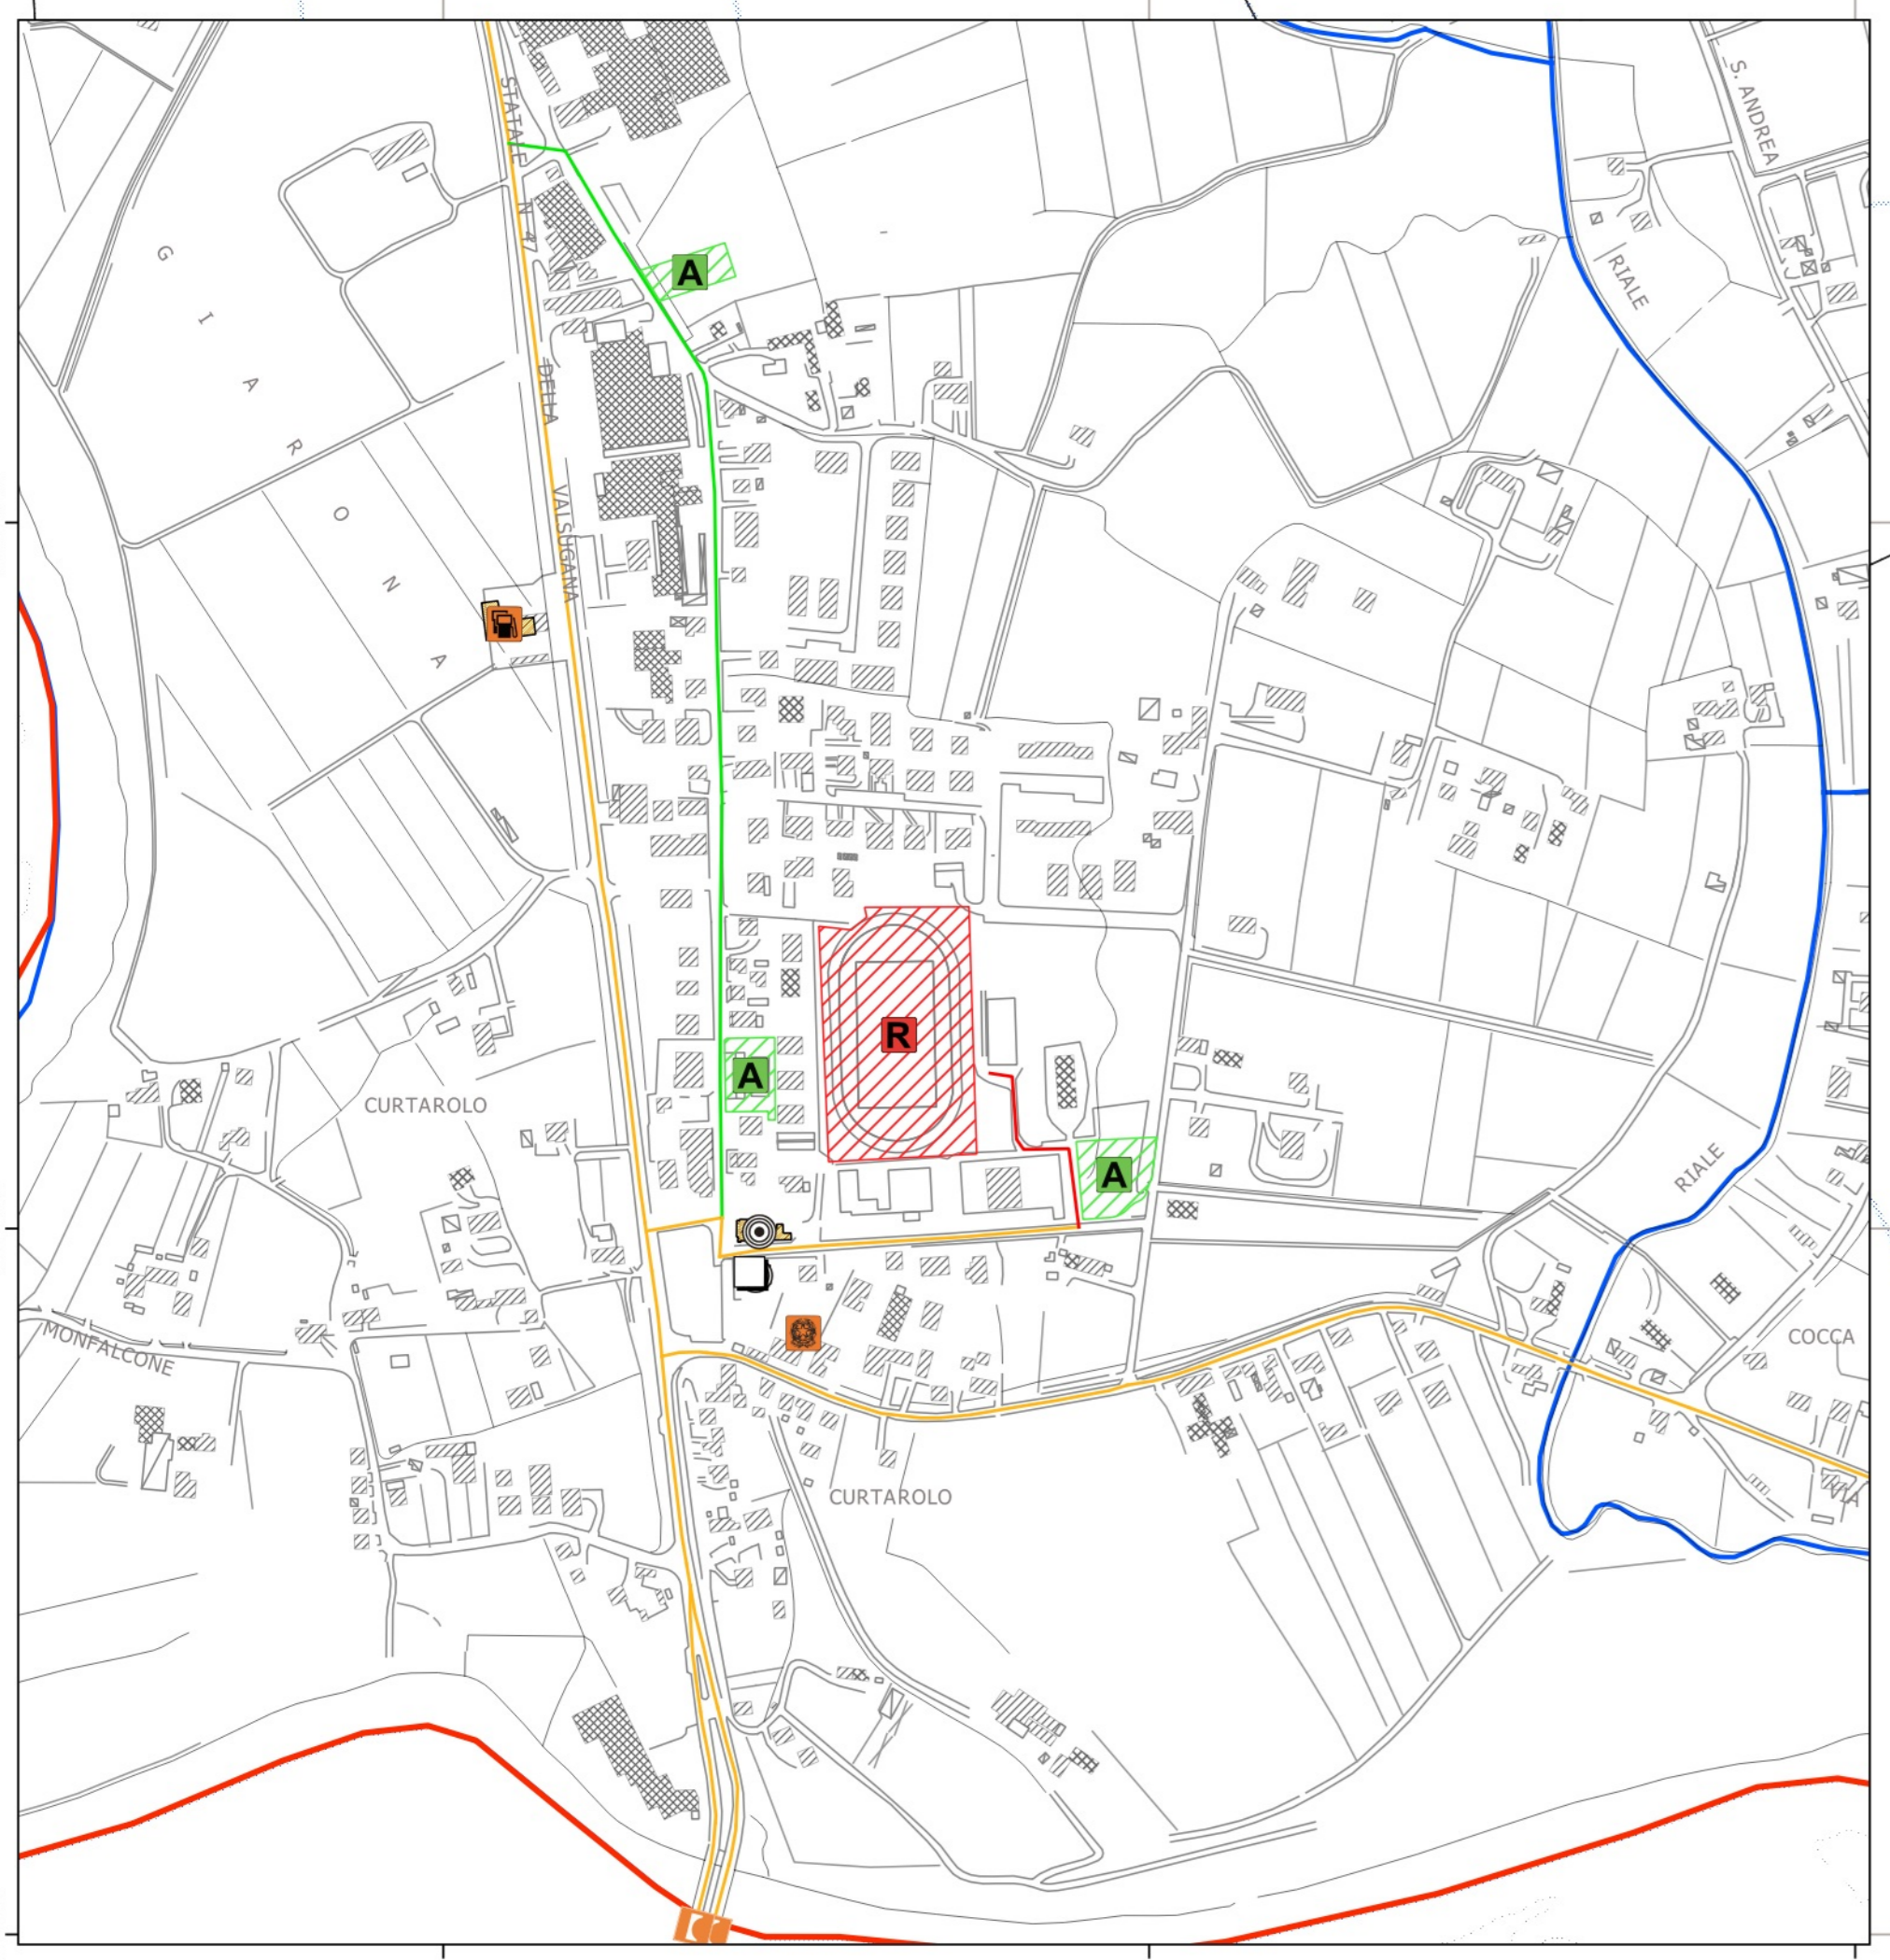 STATALE N 47 DELLA VALSUGANA
S. ANDREA
RIALE
G I A R O N A
A
R
A
A
CURTAROLO
RIALE
MONFALCONE
COCCA
CURTAROLO
VIA